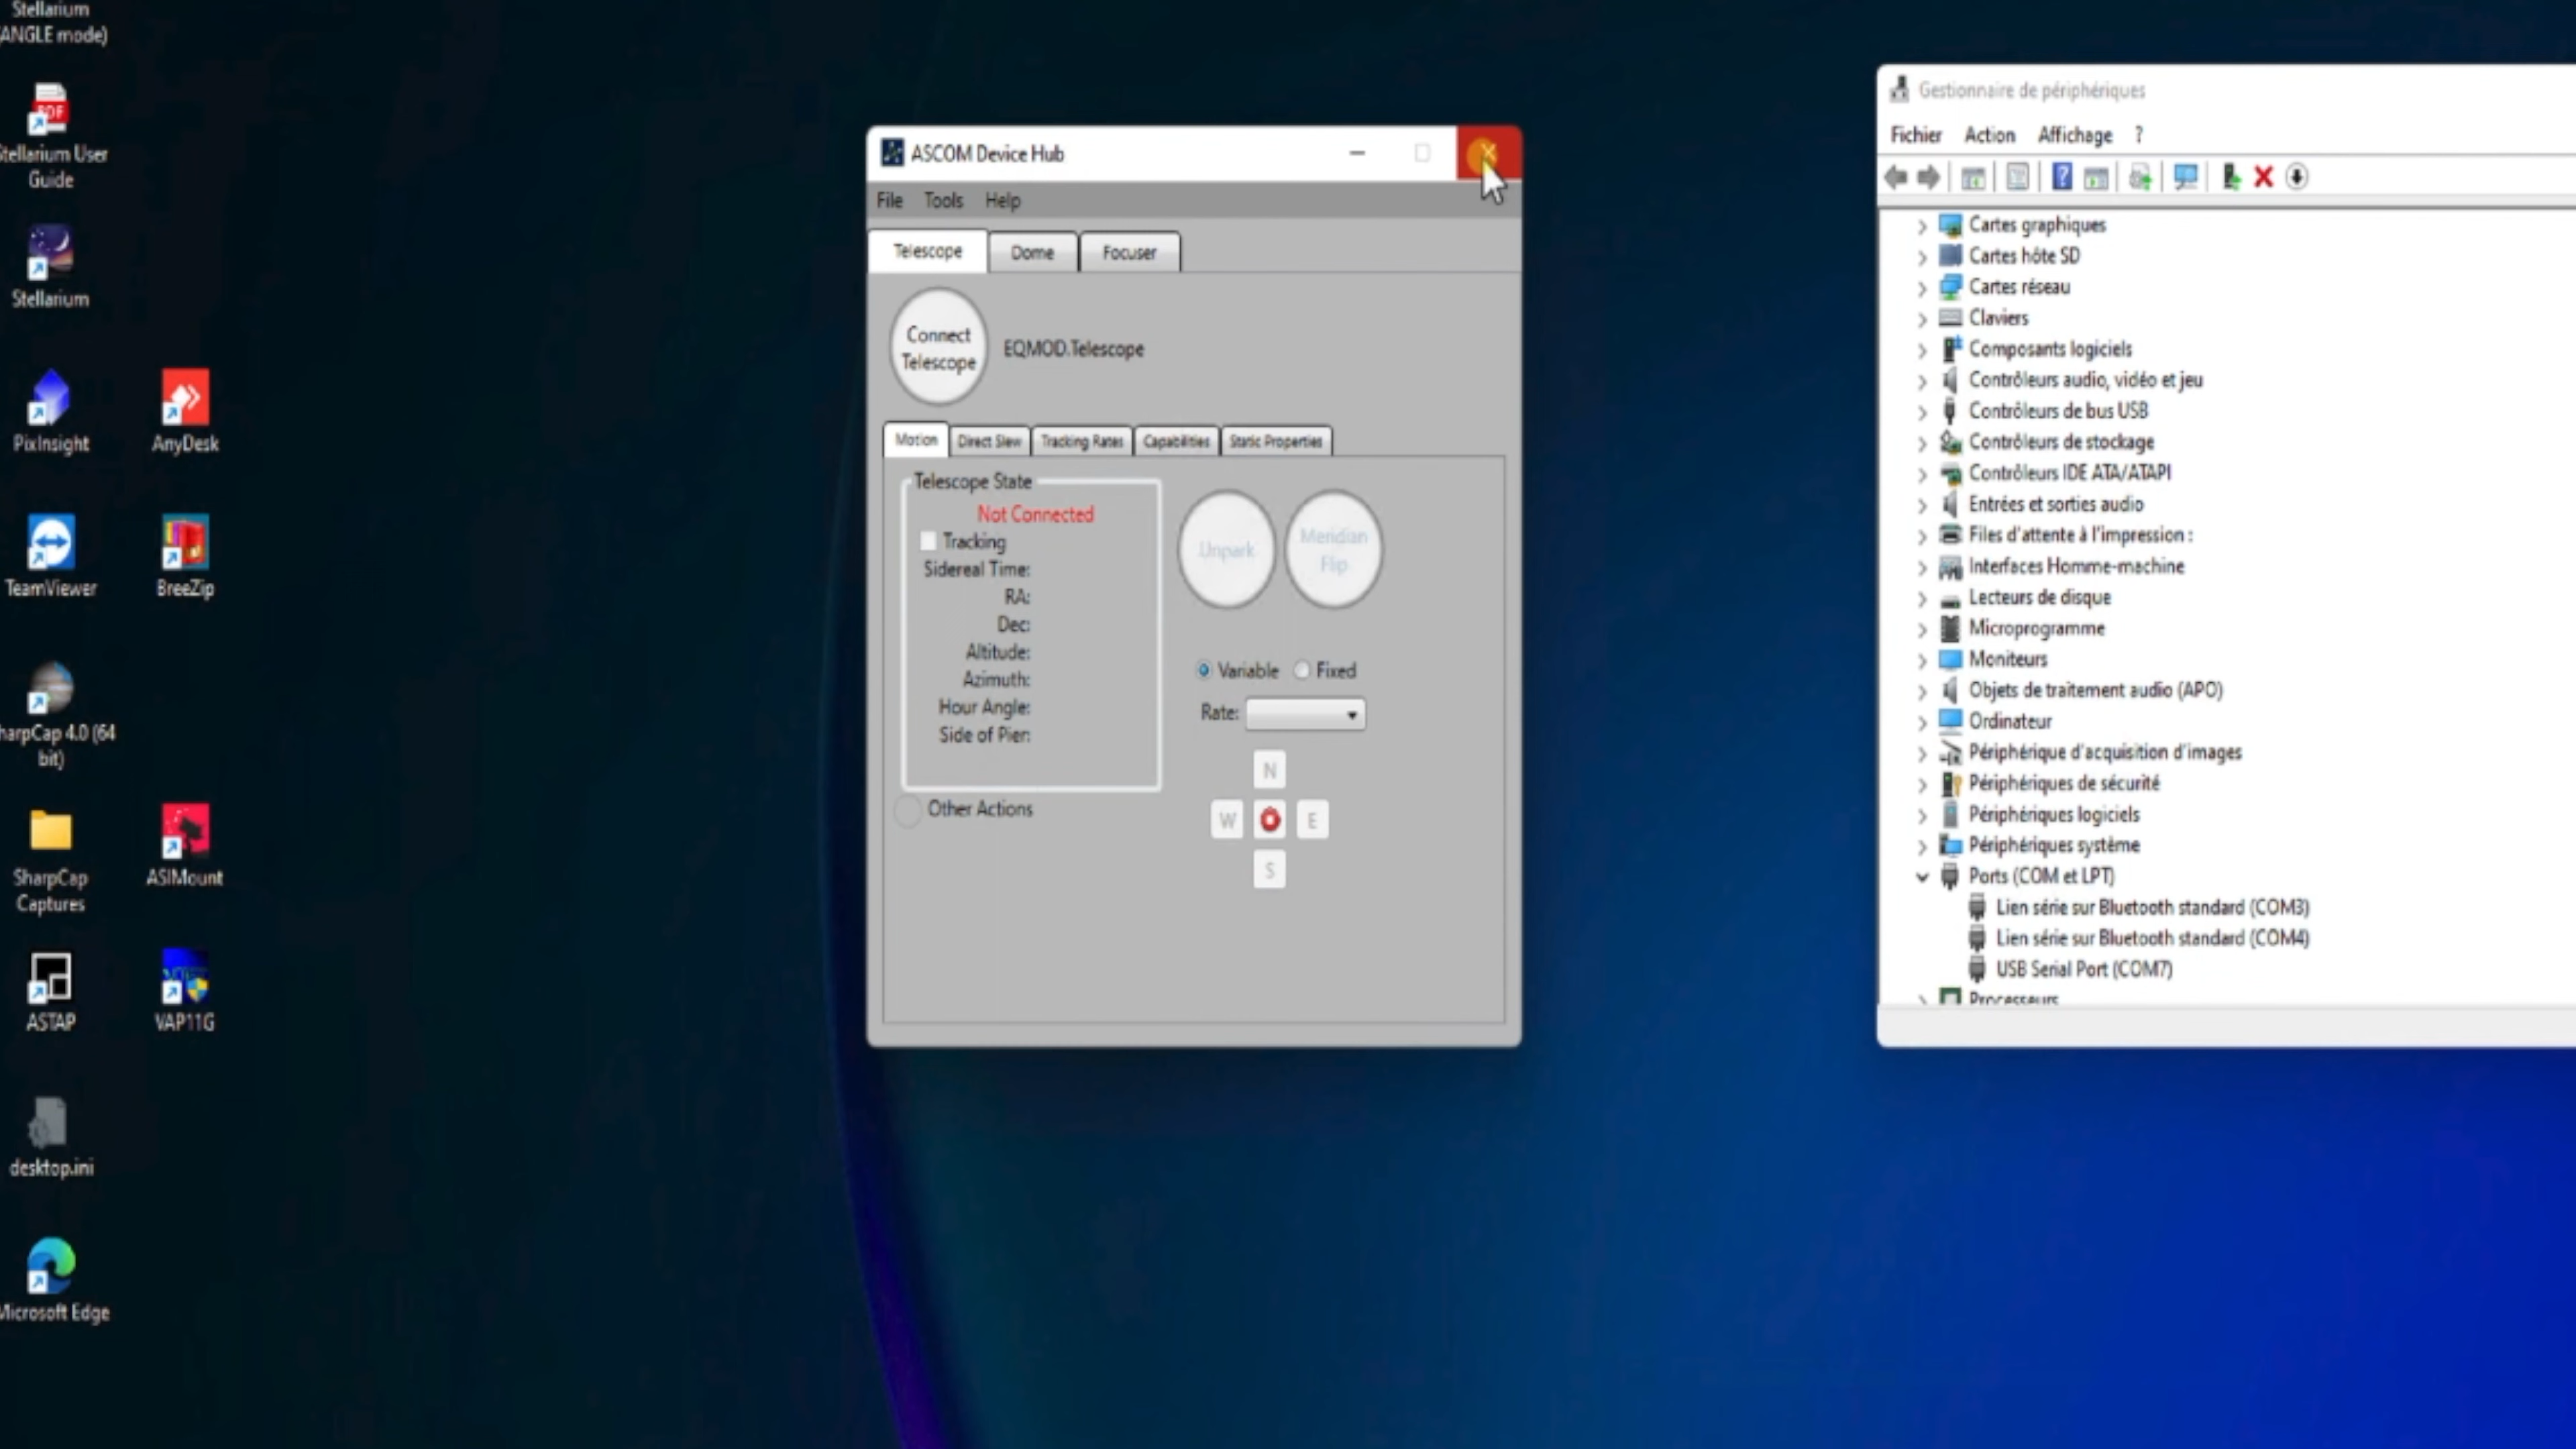 Stellarium
(ANGLE mode)
Stellarium User
Guide
Stellarium
PixInsight
AnyDesk
TeamViewer
BreeZip
SharpCap 4.0 (64
bit)
SharpCap
Captures
ASIMount
ASTAP
VAP11G
desktop.ini
Microsoft Edge
ASCOM Device Hub
File Tools Help
Telescope Dome Focuser
Connect
Telescope
EQMOD.Telescope
Motion Direct Slew Tracking Rates Capabilities Static Properties
Telescope State
Not Connected
Tracking
Sidereal Time:
RA:
Dec:
Altitude:
Azimuth:
Hour Angle:
Side of Pier:
Other Actions
Unpark
Meridian
Flip
Variable Fixed
Rate:
N
W E
S
Gestionnaire de périphériques
Fichier Action Affichage ?
Cartes graphiques
Cartes hôte SD
Cartes réseau
Claviers
Composants logiciels
Contrôleurs audio, vidéo et jeu
Contrôleurs de bus USB
Contrôleurs de stockage
Contrôleurs IDE ATA/ATAPI
Entrées et sorties audio
Files d'attente à l'impression :
Interfaces Homme-machine
Lecteurs de disque
Microprogramme
Moniteurs
Objets de traitement audio (APO)
Ordinateur
Périphérique d'acquisition d'images
Périphériques de sécurité
Périphériques logiciels
Périphériques système
Ports (COM et LPT)
Lien série sur Bluetooth standard (COM3)
Lien série sur Bluetooth standard (COM4)
USB Serial Port (COM7)
Processeurs